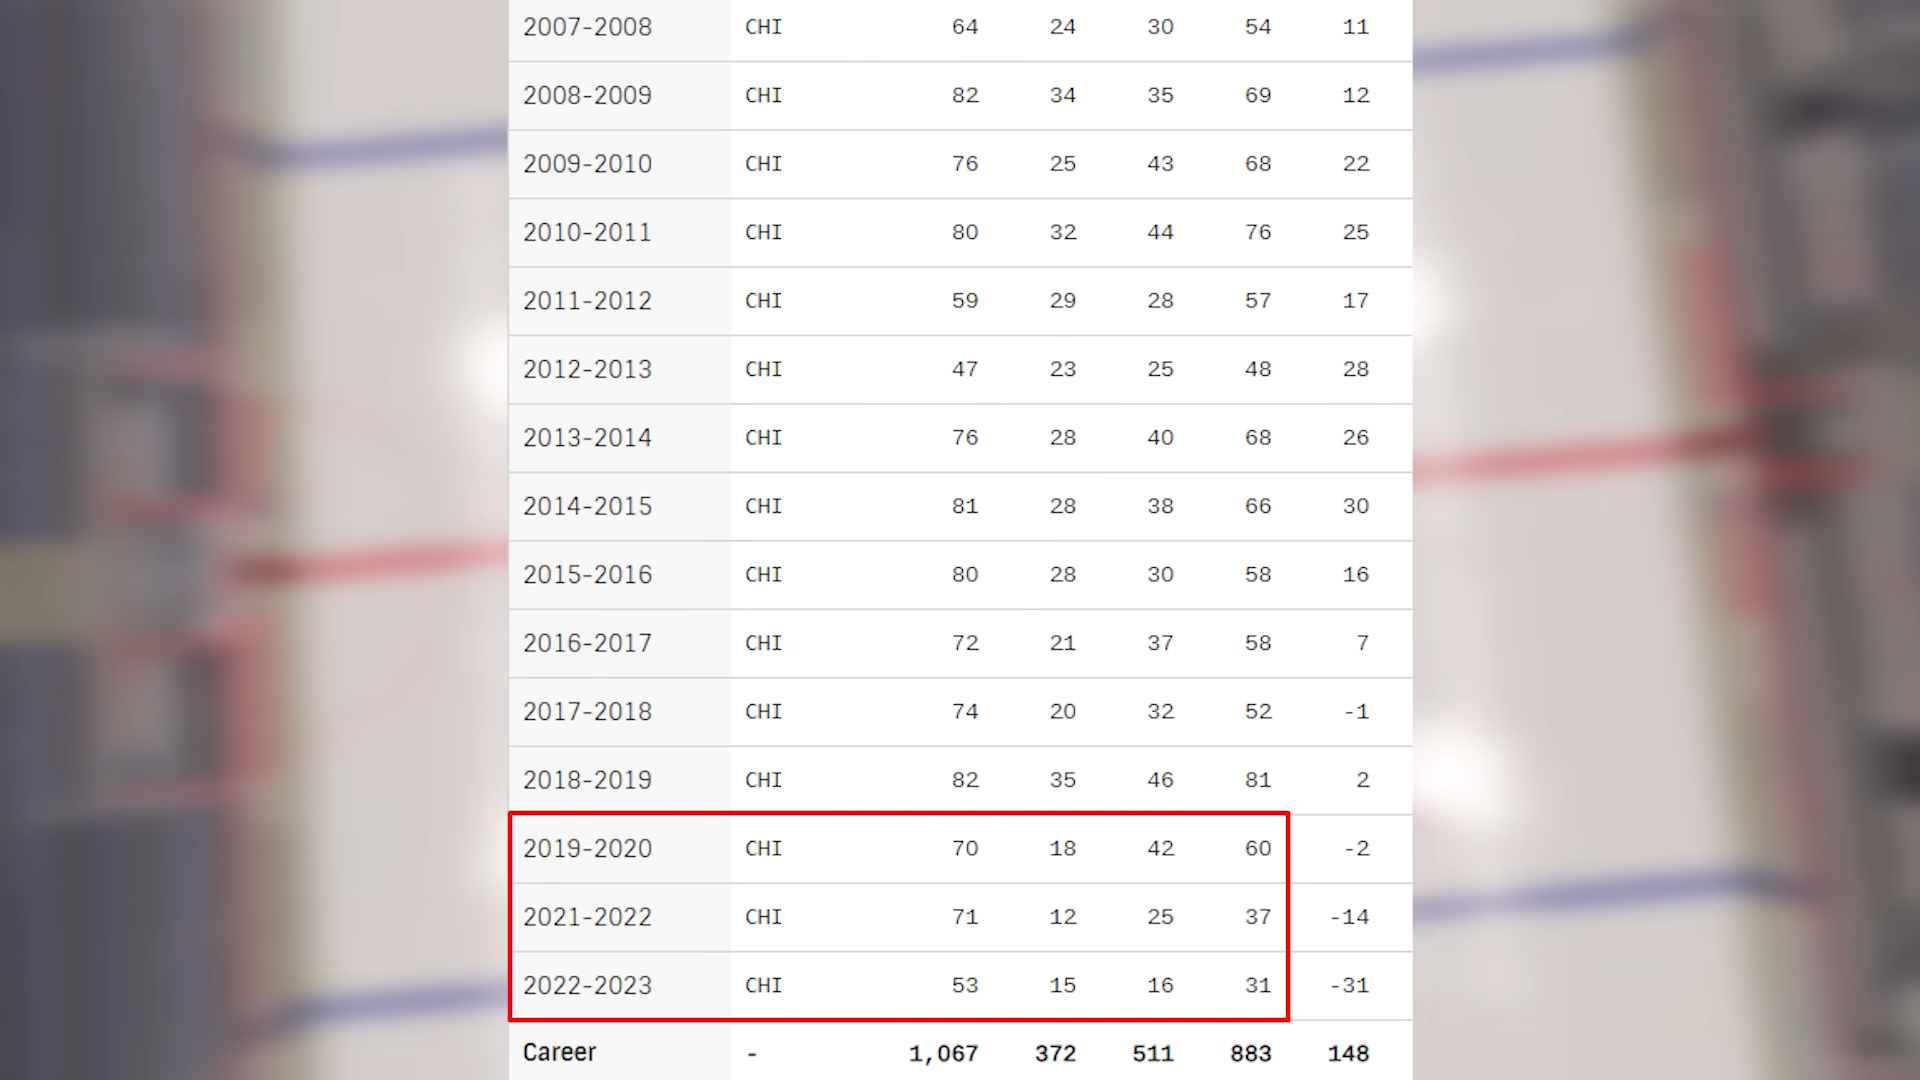 2007-2008 CHI 64 24 30 54 11
2008-2009 CHI 82 34 35 69 12
2009-2010 CHI 76 25 43 68 22
2010-2011 CHI 80 32 44 76 25
2011-2012 CHI 59 29 28 57 17
2012-2013 CHI 47 23 25 48 28
2013-2014 CHI 76 28 40 68 26
2014-2015 CHI 81 28 38 66 30
2015-2016 CHI 80 28 30 58 16
2016-2017 CHI 72 21 37 58 7
2017-2018 CHI 74 20 32 52 -1
2018-2019 CHI 82 35 46 81 2
2019-2020 CHI 70 18 42 60 -2
2021-2022 CHI 71 12 25 37 -14
2022-2023 CHI 53 15 16 31 -31
Career - 1,067 372 511 883 148